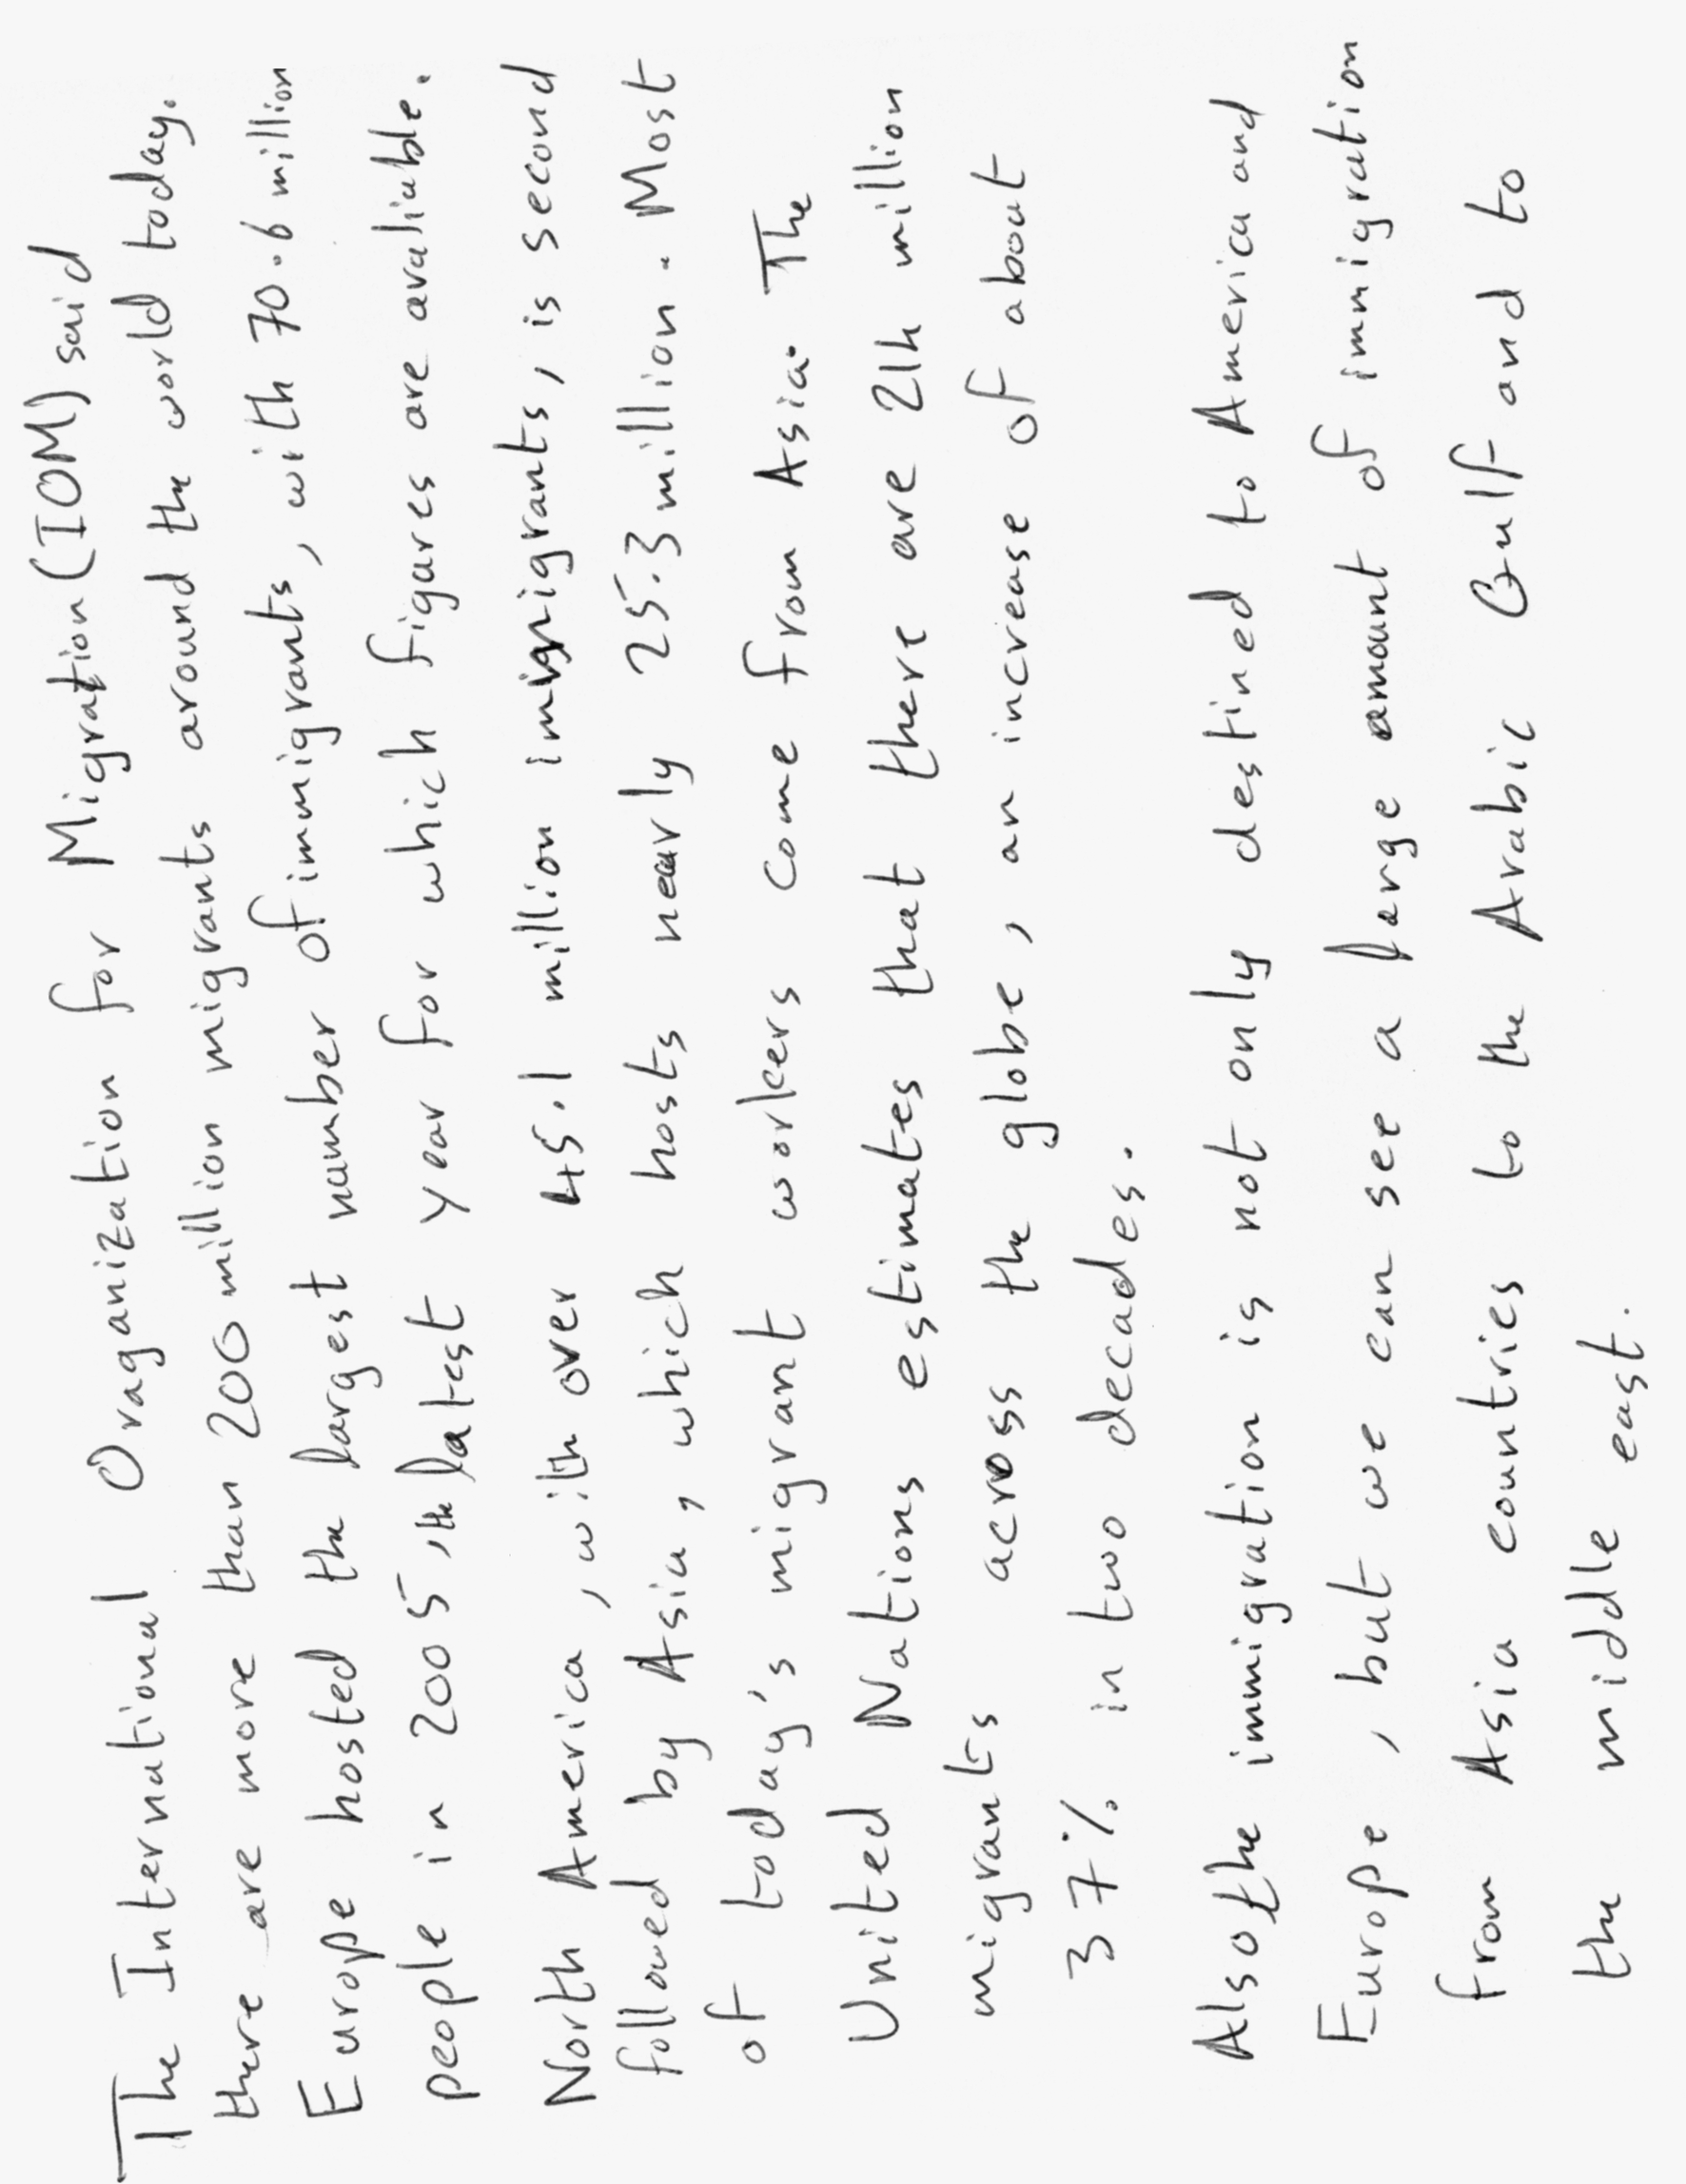 The International Oraganization for Migration (IOM) said
there are more than 200 million migrants around the world today.
Europe hosted the largest number of immigrants, with 70.6 million
people in 2005, the latest year for which figares are avaliable.
North America, with over 45.1 million immigrants, is second
followed by Asia, which hosts nearly 25.3 million. Most
of today's migrant workers come from Asia. The
United Nations estimates that there are 214 million
migrants across the globe, an increase of about
37% in two decades.
Also the immigration is not only destined to America and
Europe, but we can see a large amount of immigration
from Asia countries to the Arabic Gulf and to
the middle east.